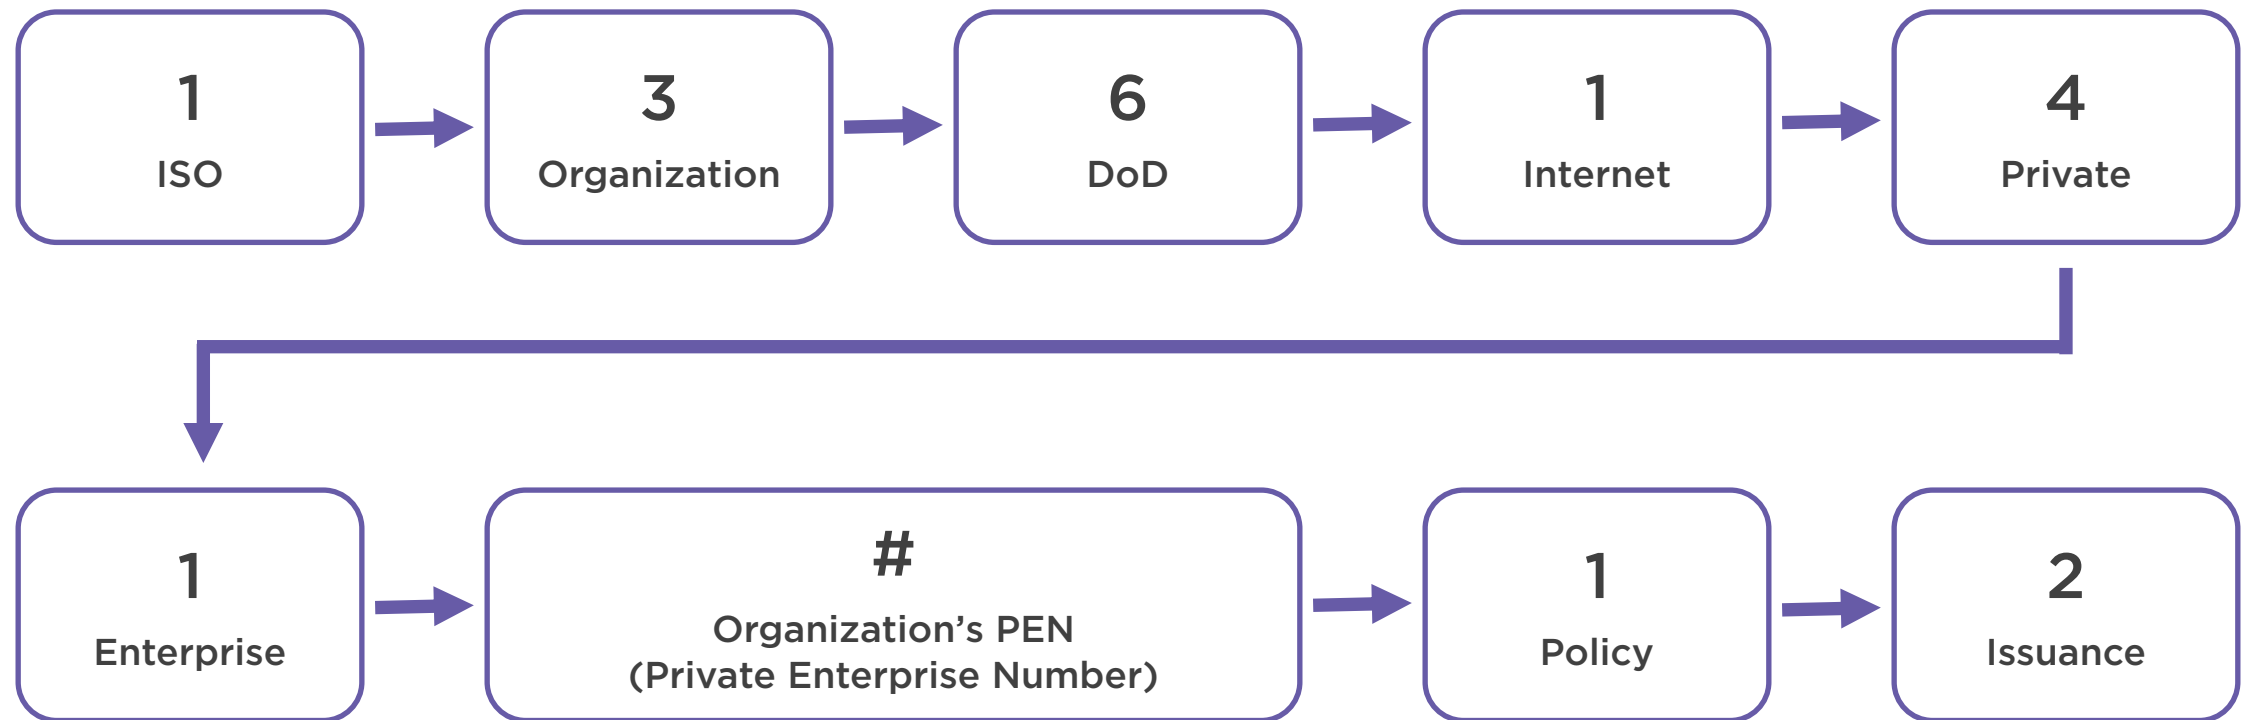 1
ISO
3
Organization
6
DoD
1
Internet
4
Private
1
Enterprise
#
Organization’s PEN
(Private Enterprise Number)
1
Policy
2
Issuance